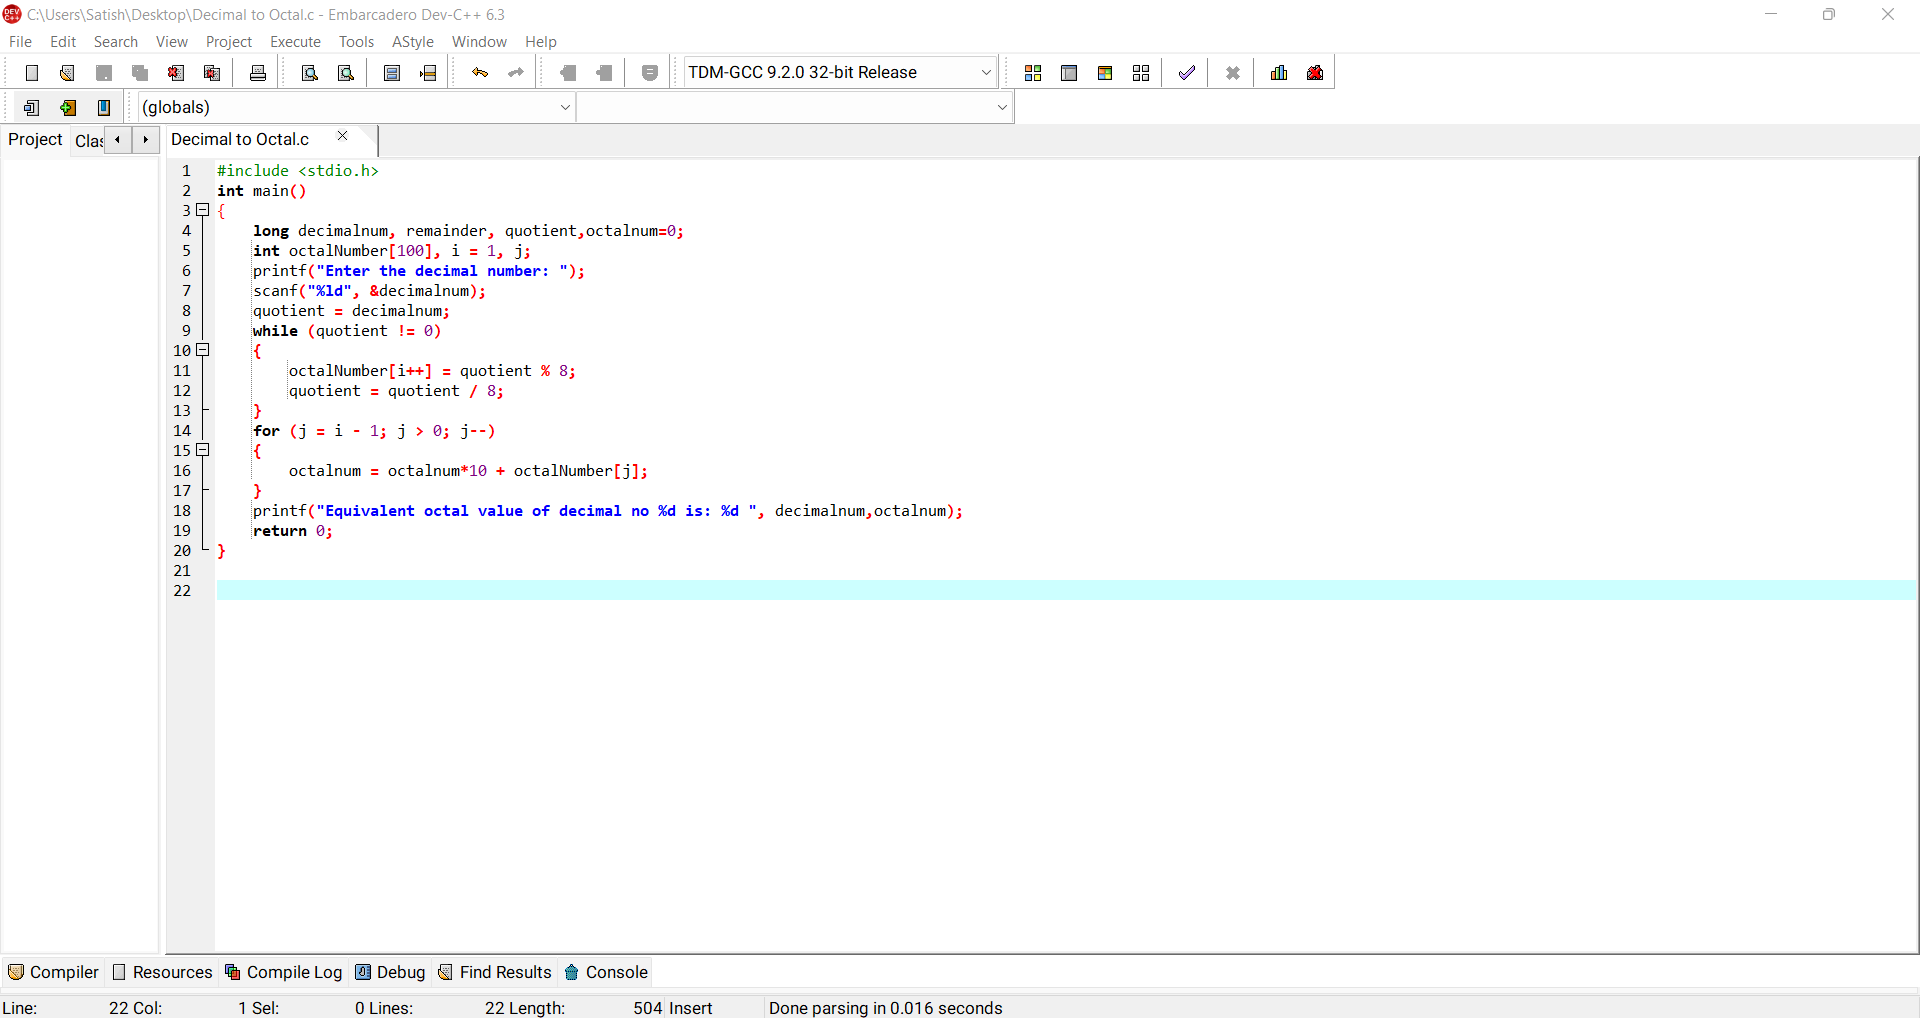 C:\Users\Satish\Desktop\Decimal to Octal.c - Embarcadero Dev-C++ 6.3
File Edit Search View Project Execute Tools AStyle Window Help
TDM-GCC 9.2.0 32-bit Release
(globals)
Project Clas Decimal to Octal.c
1 #include <stdio.h>
2 int main()
3 {
4 long decimalnum, remainder, quotient,octalnum=0;
5 int octalNumber[100], i = 1, j;
6 printf("Enter the decimal number: ");
7 scanf("%ld", &decimalnum);
8 quotient = decimalnum;
9 while (quotient != 0)
10 {
11 octalNumber[i++] = quotient % 8;
12 quotient = quotient / 8;
13 }
14 for (j = i - 1; j > 0; j--)
15 {
16 octalnum = octalnum*10 + octalNumber[j];
17 }
18 printf("Equivalent octal value of decimal no %d is: %d ", decimalnum,octalnum);
19 return 0;
20 }
21
22
Compiler Resources Compile Log Debug Find Results Console
Line: 22 Col: 1 Sel: 0 Lines: 22 Length: 504 Insert Done parsing in 0.016 seconds